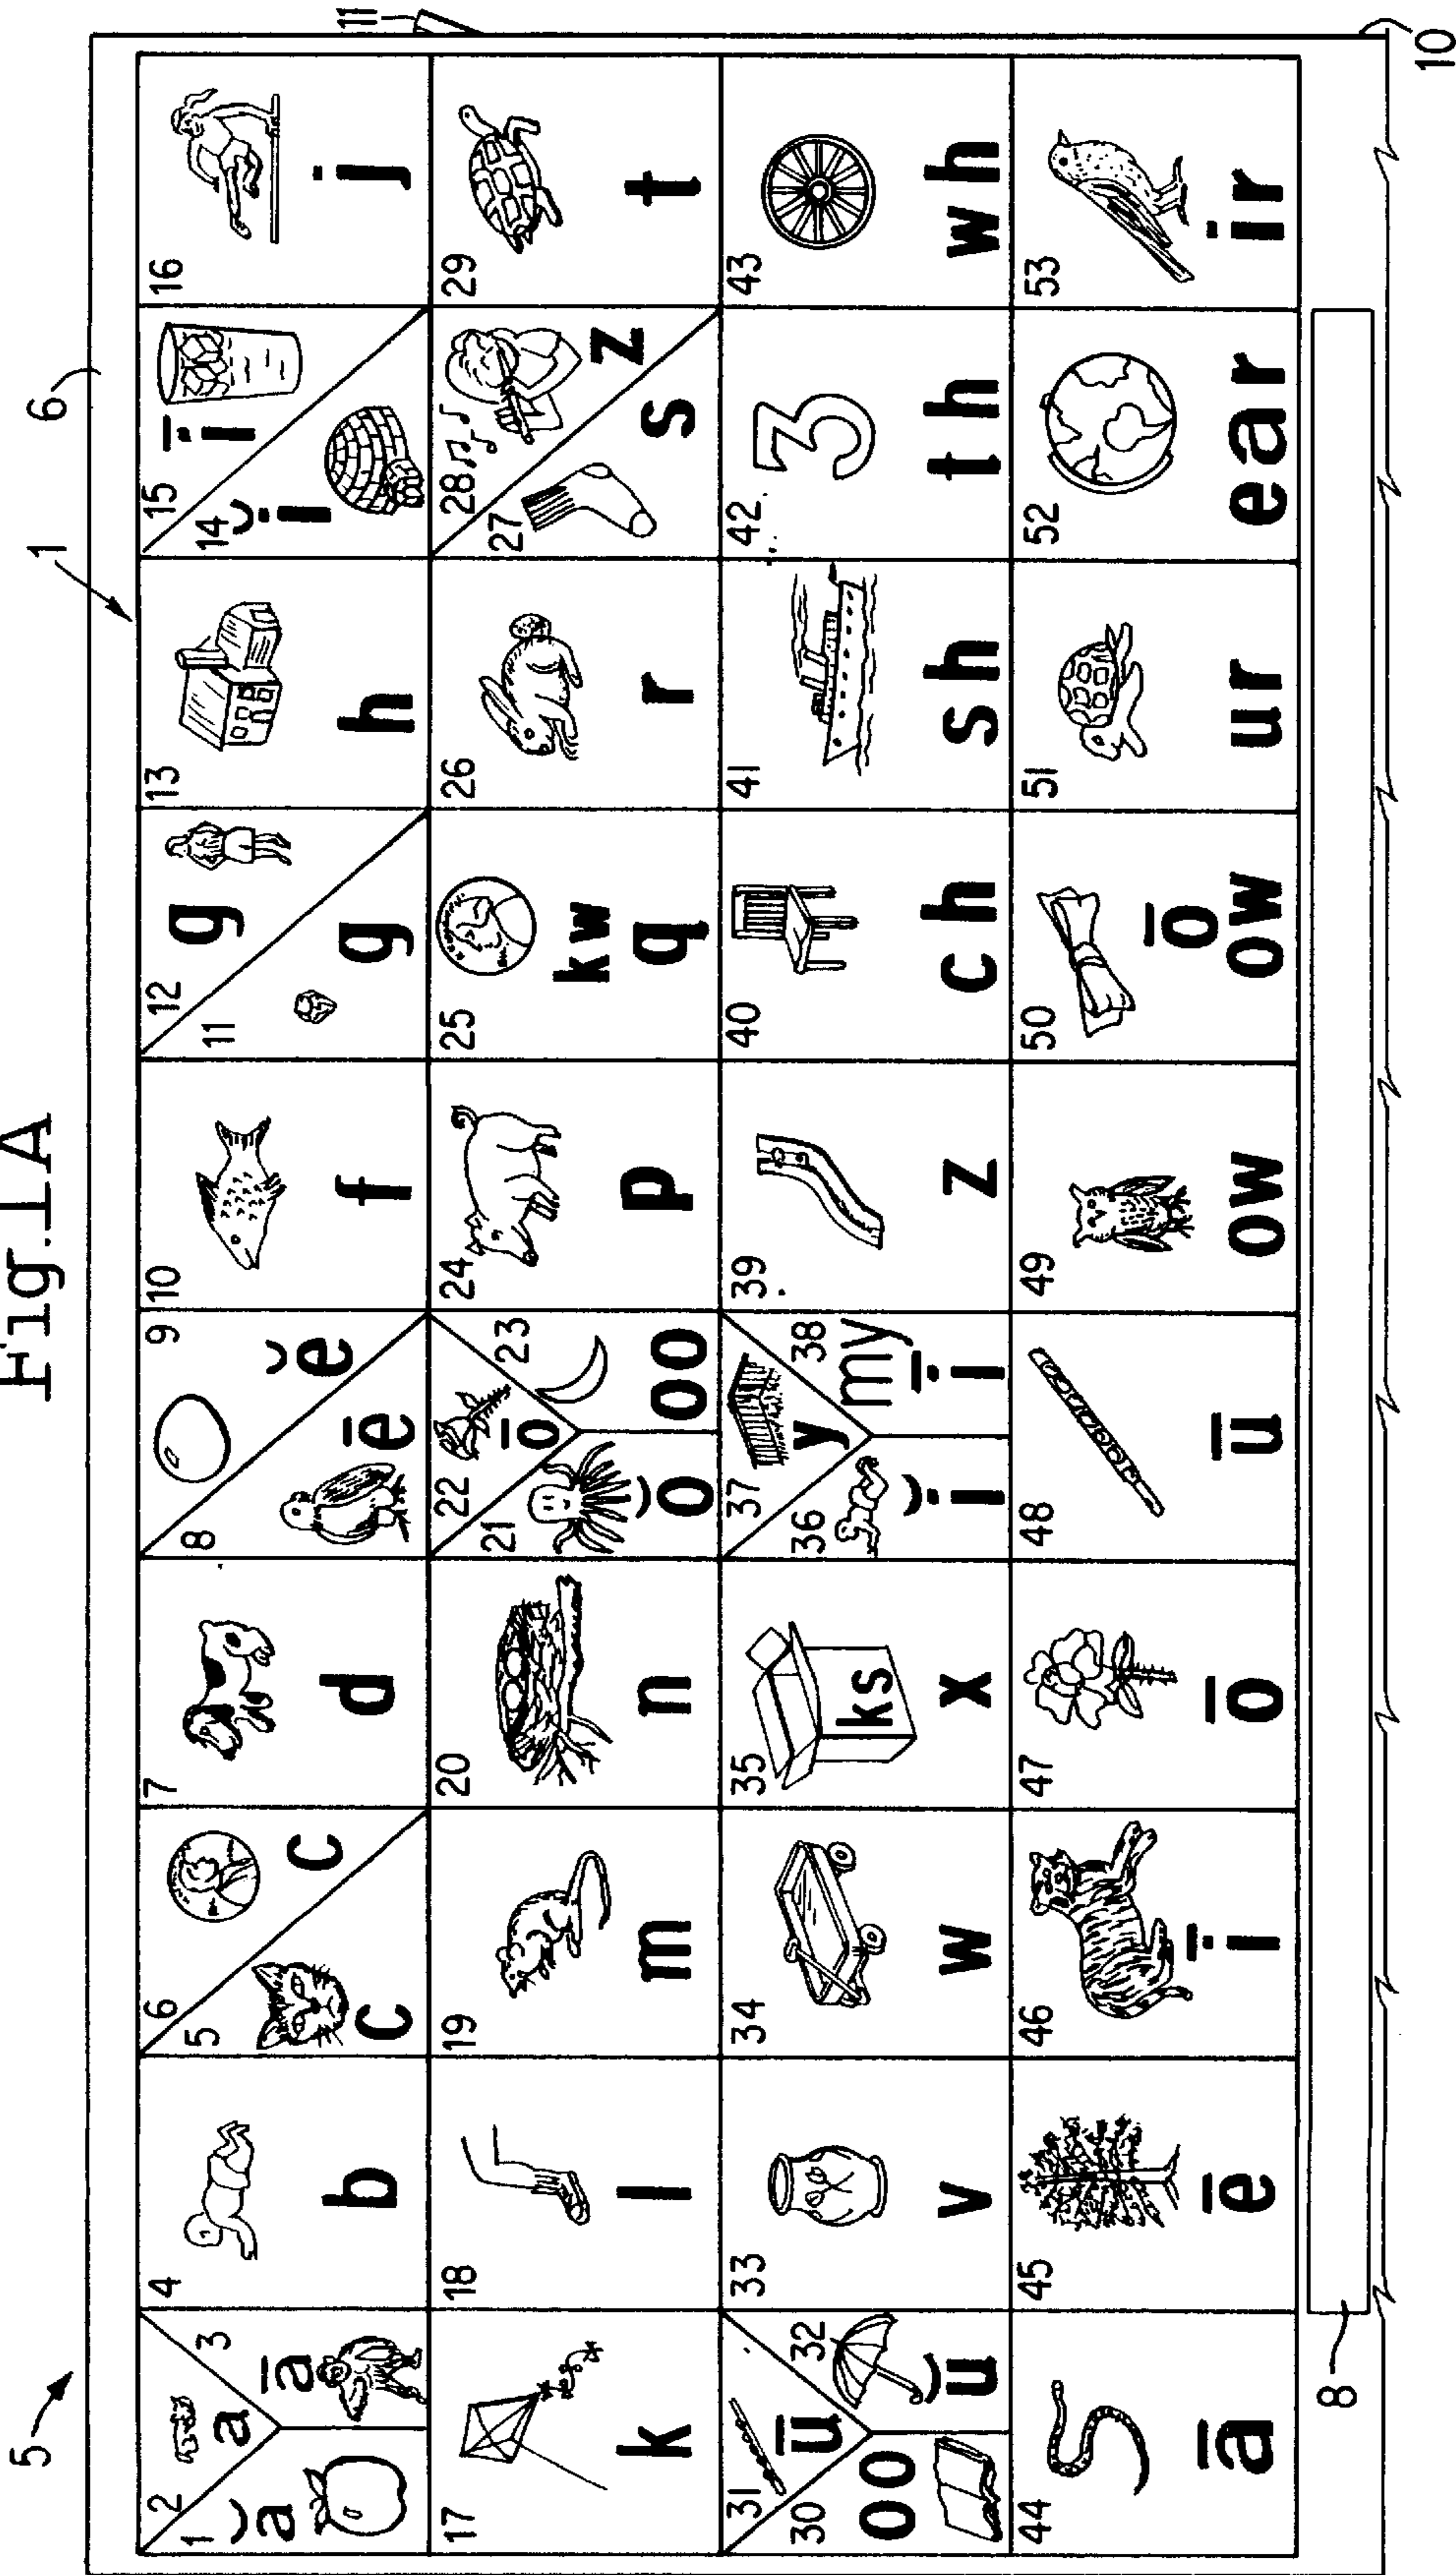 Fig.1A
5
1
6
11
10
8
1 ă
2 a
3 ā
4 b
5 c
6 c
7 d
8 ē
9 ĕ
10 f
11 g
12 g
13 h
14 ĭ
15 ī
16 j
17 k
18 l
19 m
20 n
21 ŏ
22 ō
23 oo
24 p
25 kw
q
26 r
27 s
28 z
29 t
30 oo
31 ū
32 ŭ
33 v
34 w
35 ks
x
36 ĭ
37 y
38 my
ī
39 z
40 ch
41 sh
42 3
th
43 wh
44 ā
45 ē
46 ī
47 ō
48 ū
49 ow
50 ō
ow
51 ur
52 ear
53 ir